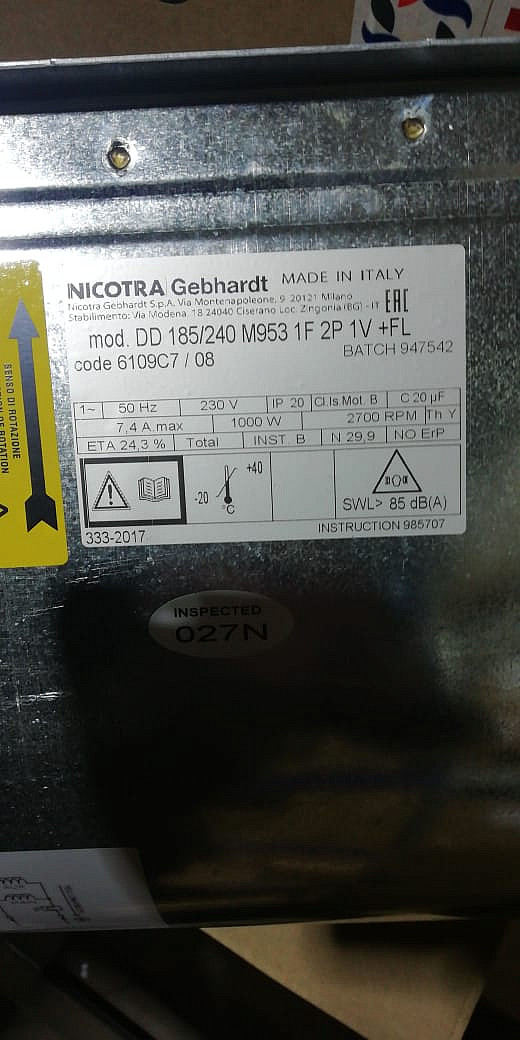 NICOTRA Gebhardt MADE IN ITALY
Nicotra Gebhardt S.p.A. Via Montenapoleone, 9 20121 Milano
Stabilimento: Via Modena, 18 24040 Ciserano Loc. Zingonia (BG) - IT EAC
mod. DD 185/240 M953 1F 2P 1V +FL
BATCH 947542
code 6109C7 / 08
1~ 50 Hz 230 V IP 20 Cl.Is.Mot. B C 20 µF
7,4 A max 1000 W 2700 RPM Th Y
ETA 24,3 % Total INST. B N 29,9 NO ErP
-20 +40
°C
SWL> 85 dB(A)
333-2017
INSTRUCTION 985707
SENSO DI ROTAZIONE
OF ROTATION
INSPECTED
027N